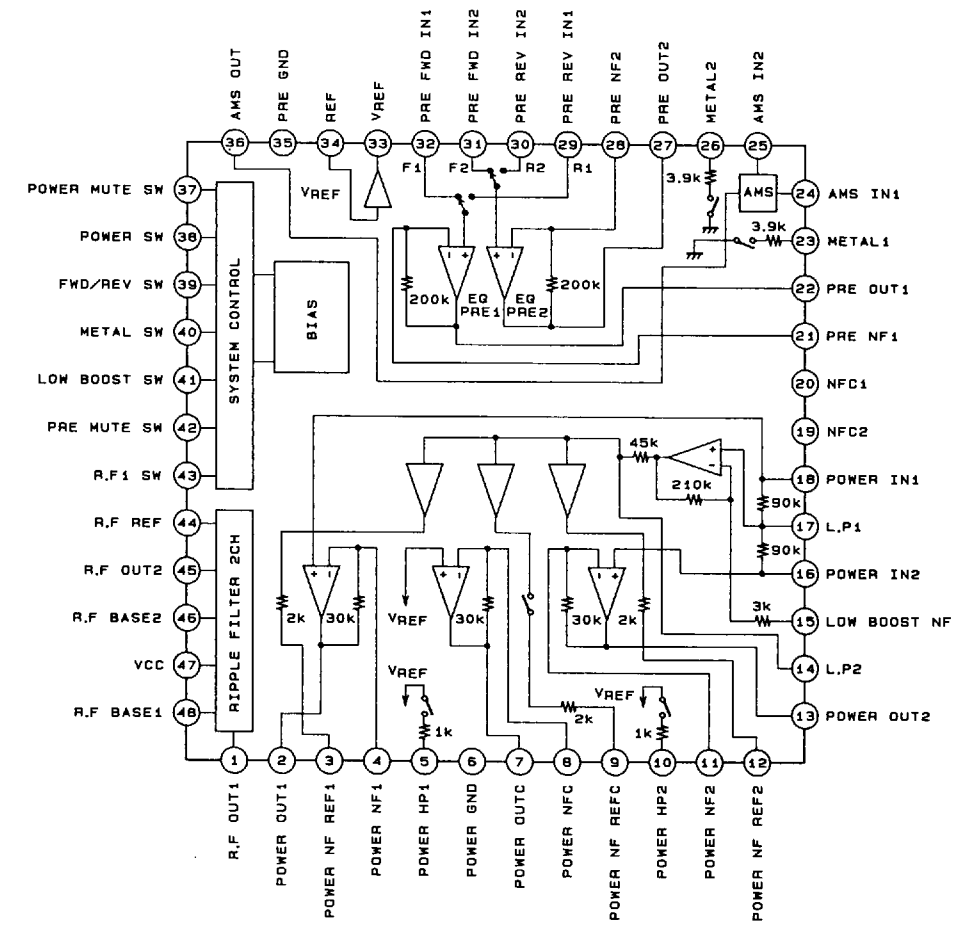 AMS OUT
PRE GND
REF
VREF
PRE FWD IN1
PRE FWD IN2
PRE REV IN2
PRE REV IN1
PRE NF2
PRE OUT2
METAL2
AMS IN2
36
35
34
33
32
31
30
29
28
27
26
25
F1
F2
R2
R1
VREF
3.9k
AMS
3.9k
POWER MUTE SW 37
POWER SW 38
FWD/REV SW 39
METAL SW 40
LOW BOOST SW 41
PRE MUTE SW 42
R.F1 SW 43
R.F REF 44
R.F OUT2 45
R.F BASE2 46
VCC 47
R.F BASE1 48
SYSTEM CONTROL
BIAS
RIPPLE FILTER 2CH
- +
+ -
200k
EQ PRE1
EQ PRE2
200k
24 AMS IN1
23 METAL1
22 PRE OUT1
21 PRE NF1
20 NFC1
19 NFC2
18 POWER IN1
17 L.P1
16 POWER IN2
15 LOW BOOST NF
14 L.P2
13 POWER OUT2
45k
+
-
210k
90k
90k
3k
+ -
+ -
- +
2k
30k
VREF
30k
30k
2k
VREF
1k
2k
VREF
1k
1
2
3
4
5
6
7
8
9
10
11
12
R.F OUT1
POWER OUT1
POWER NF REF1
POWER NF1
POWER HP1
POWER GND
POWER OUTC
POWER NFC
POWER NF REFC
POWER HP2
POWER NF2
POWER NF REF2